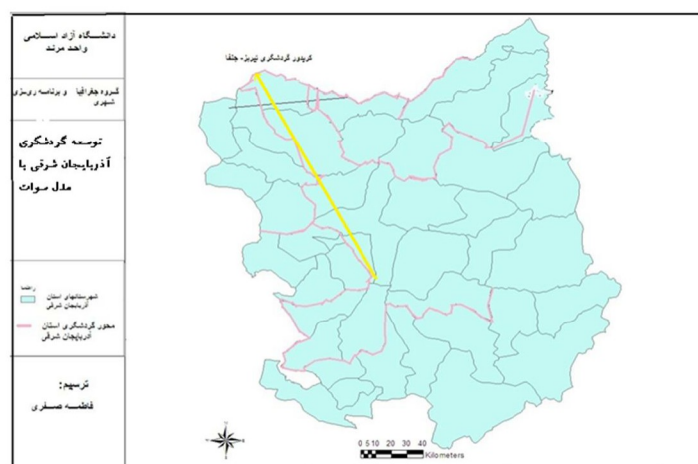 دانشگاه آزاد اسلامی
واحد مرند
گروه جغرافیا و برنامه ریزی
شهری
توسعه گردشگری
آذربایجان شرقی با
مدل سوات
راهنما
شهرستانهای استان
آذربایجان شرقی
محور گردشگری استان
آذربایجان شرقی
ترسیم:
فاطمه صفری
کریدور گردشگری تبریز- جلفا
0 5 10 20 30 40
Kilometers